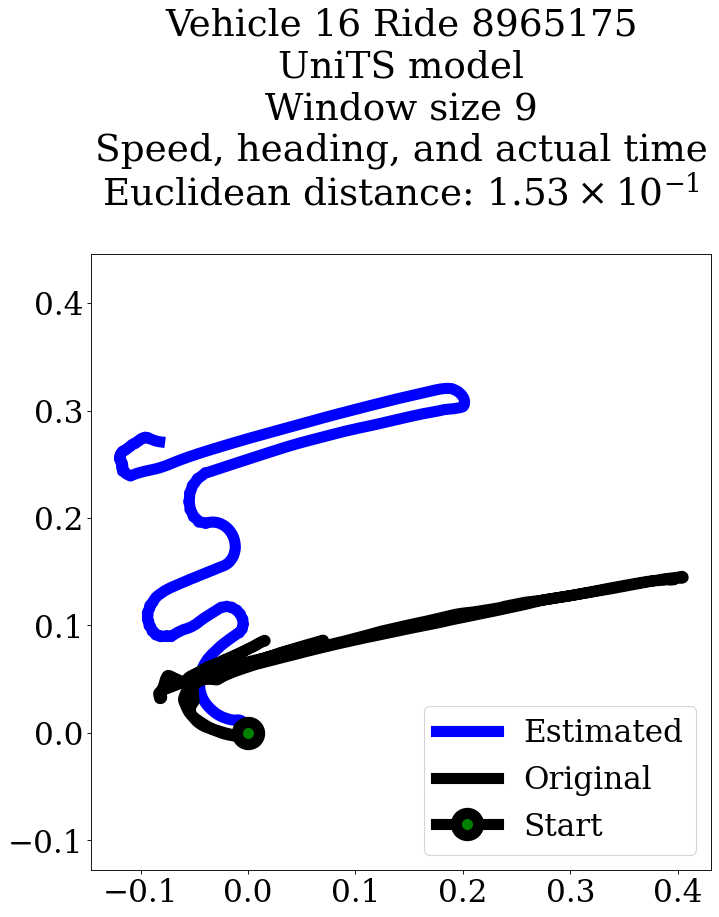 Vehicle 16 Ride 8965175
UniTS model
Window size 9
Speed, heading, and actual time
Euclidean distance: 1.53 × 10⁻¹
0.4
0.3
0.2
0.1
0.0
−0.1
−0.1 0.0 0.1 0.2 0.3 0.4
Estimated
Original
Start